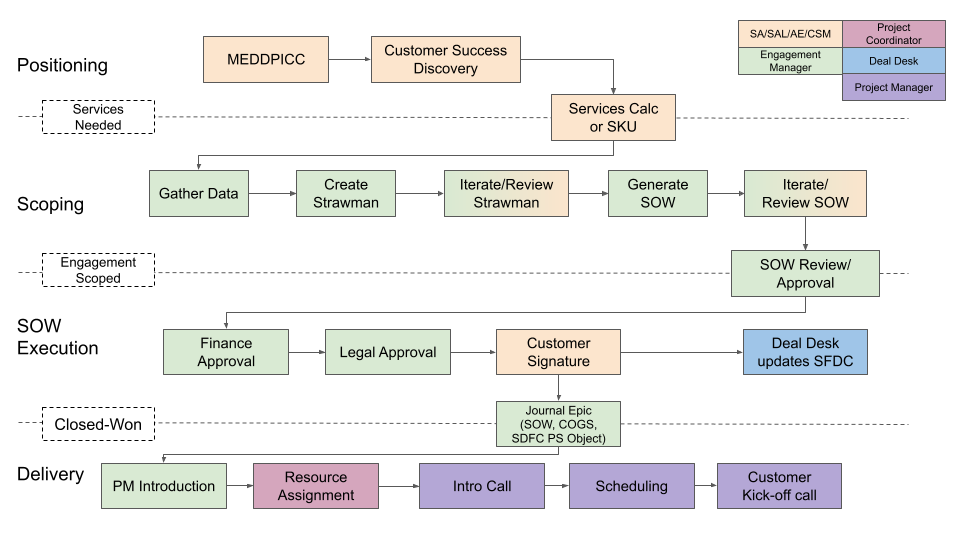 SA/SAL/AE/CSM
Project
Coordinator
Engagement
Manager
Deal Desk
Project Manager
Positioning
MEDDPICC
Customer Success
Discovery
Services
Needed
Services Calc
or SKU
Scoping
Gather Data
Create
Strawman
Iterate/Review
Strawman
Generate
SOW
Iterate/
Review SOW
Engagement
Scoped
SOW Review/
Approval
SOW
Execution
Finance
Approval
Legal Approval
Customer
Signature
Deal Desk
updates SFDC
Closed-Won
Journal Epic
(SOW, COGS,
SDFC PS Object)
Delivery
PM Introduction
Resource
Assignment
Intro Call
Scheduling
Customer
Kick-off call